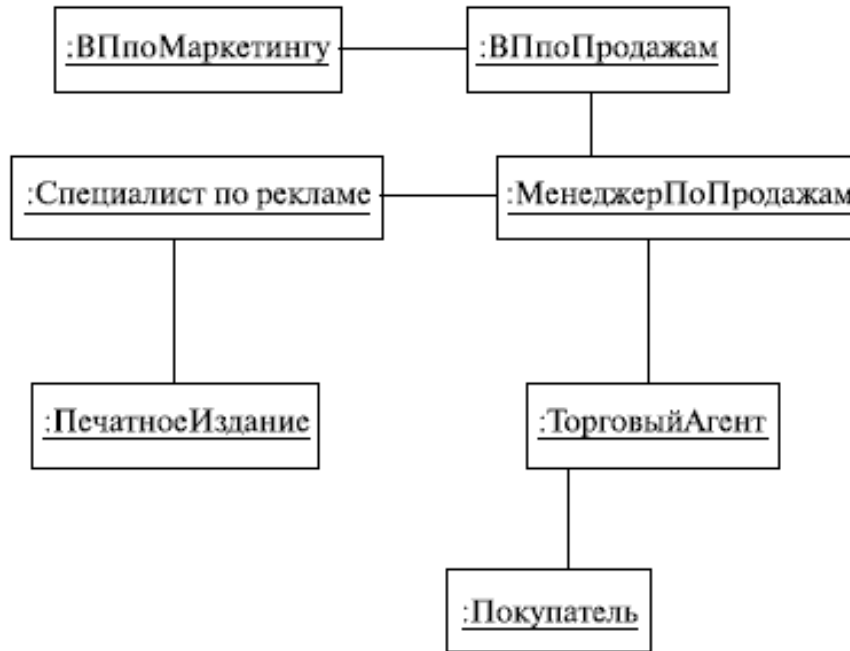 :ВПпоМаркетингу
:ВПпоПродажам
:Специалист по рекламе
:МенеджерПоПродажам
:ПечатноеИздание
:ТорговыйАгент
:Покупатель